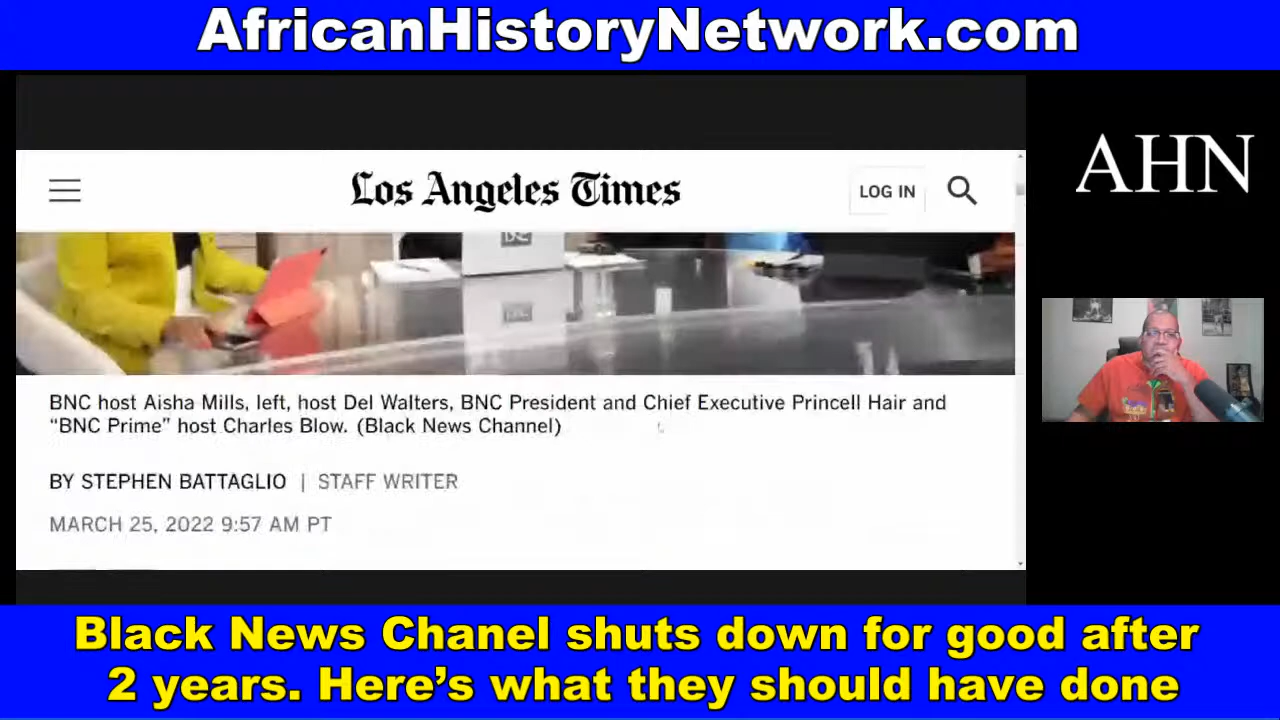 AfricanHistoryNetwork.com
AHN
Los Angeles Times
LOG IN
BNC
BNC
BNC host Aisha Mills, left, host Del Walters, BNC President and Chief Executive Princell Hair and
“BNC Prime” host Charles Blow. (Black News Channel)
BY STEPHEN BATTAGLIO | STAFF WRITER
MARCH 25, 2022 9:57 AM PT
Black News Chanel shuts down for good after
2 years. Here’s what they should have done